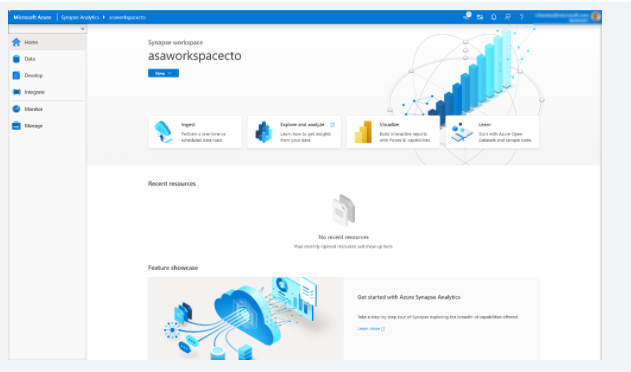 Microsoft Azure | Synapse Analytics ▸ asaworkspacecto
?
«
Home
Data
Develop
Integrate
Monitor
Manage
Synapse workspace
asaworkspacecto
New
Ingest
Perform a one-time or
scheduled data load.
Explore and analyze
Learn how to get insights
from your data.
Visualize
Build interactive reports
with Power BI capabilities.
Learn
Start with Azure Open
Datasets and sample code.
Recent resources
No recent resources
Your recently opened resources will show up here.
Feature showcase
Get started with Azure Synapse Analytics
Take a step by step tour of Synapse exploring the breadth of capabilities offered.
Learn more